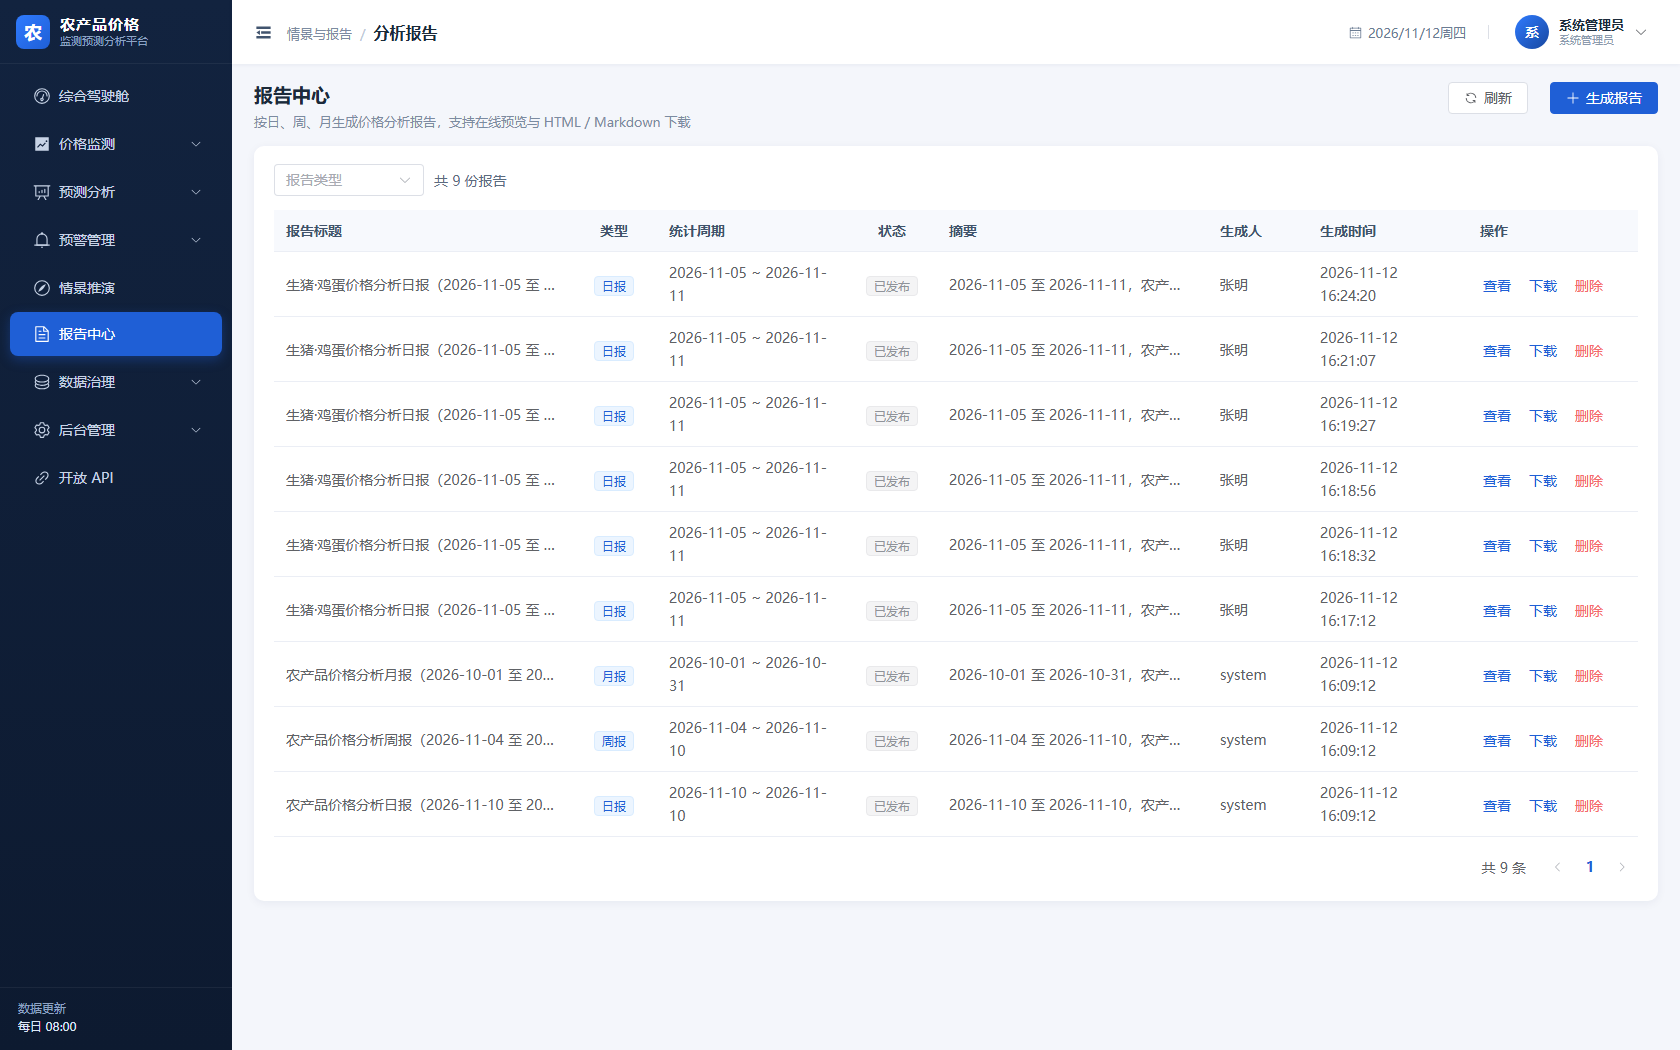 农
农产品价格
监测预测分析平台
综合驾驶舱
价格监测
预测分析
预警管理
情景推演
报告中心
数据治理
后台管理
开放 API
数据更新
每日 08:00
情景与报告 / 分析报告
2026/11/12周四
系
系统管理员
系统管理员
报告中心
按日、周、月生成价格分析报告，支持在线预览与 HTML / Markdown 下载
刷新
生成报告
报告类型
共 9 份报告
报告标题 类型 统计周期 状态 摘要 生成人 生成时间 操作
生猪·鸡蛋价格分析日报（2026-11-05 至 ... 日报 2026-11-05 ~ 2026-11-
11 已发布 2026-11-05 至 2026-11-11，农产... 张明 2026-11-12
16:24:20 查看 下载 删除
生猪·鸡蛋价格分析日报（2026-11-05 至 ... 日报 2026-11-05 ~ 2026-11-
11 已发布 2026-11-05 至 2026-11-11，农产... 张明 2026-11-12
16:21:07 查看 下载 删除
生猪·鸡蛋价格分析日报（2026-11-05 至 ... 日报 2026-11-05 ~ 2026-11-
11 已发布 2026-11-05 至 2026-11-11，农产... 张明 2026-11-12
16:19:27 查看 下载 删除
生猪·鸡蛋价格分析日报（2026-11-05 至 ... 日报 2026-11-05 ~ 2026-11-
11 已发布 2026-11-05 至 2026-11-11，农产... 张明 2026-11-12
16:18:56 查看 下载 删除
生猪·鸡蛋价格分析日报（2026-11-05 至 ... 日报 2026-11-05 ~ 2026-11-
11 已发布 2026-11-05 至 2026-11-11，农产... 张明 2026-11-12
16:18:32 查看 下载 删除
生猪·鸡蛋价格分析日报（2026-11-05 至 ... 日报 2026-11-05 ~ 2026-11-
11 已发布 2026-11-05 至 2026-11-11，农产... 张明 2026-11-12
16:17:12 查看 下载 删除
农产品价格分析月报（2026-10-01 至 20... 月报 2026-10-01 ~ 2026-10-
31 已发布 2026-10-01 至 2026-10-31，农产... system 2026-11-12
16:09:12 查看 下载 删除
农产品价格分析周报（2026-11-04 至 20... 周报 2026-11-04 ~ 2026-11-
10 已发布 2026-11-04 至 2026-11-10，农产... system 2026-11-12
16:09:12 查看 下载 删除
农产品价格分析日报（2026-11-10 至 20... 日报 2026-11-10 ~ 2026-11-
10 已发布 2026-11-10 至 2026-11-10，农产... system 2026-11-12
16:09:12 查看 下载 删除
共 9 条 1